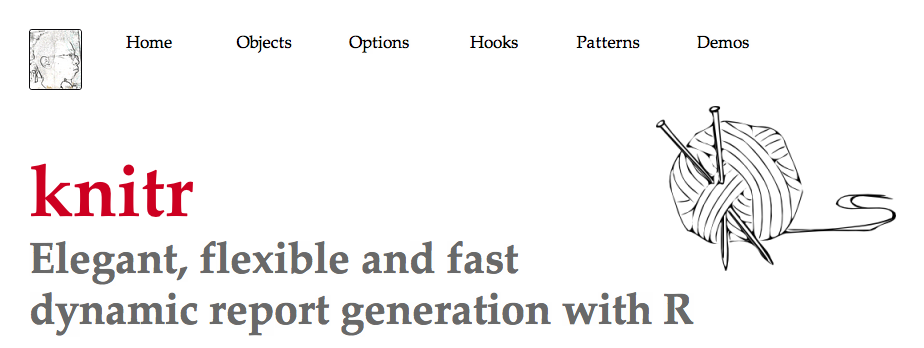 Home Objects Options Hooks Patterns Demos
knitr
Elegant, flexible and fast
dynamic report generation with R